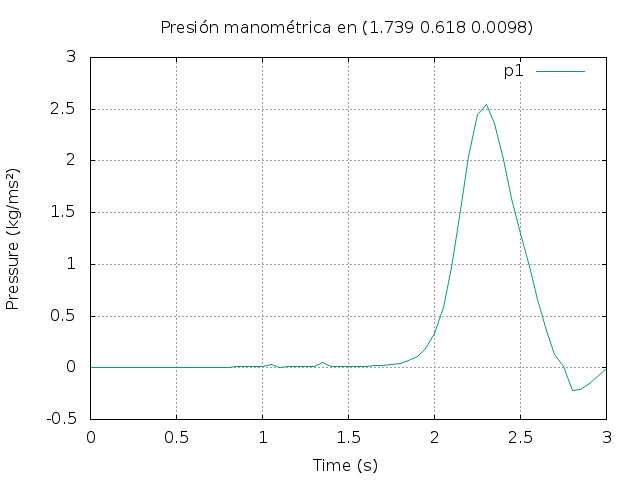 Presión manométrica en (1.739 0.618 0.0098)
3
p1
2.5
2
1.5
1
0.5
0
-0.5
Pressure (kg/ms²)
0 0.5 1 1.5 2 2.5 3
Time (s)